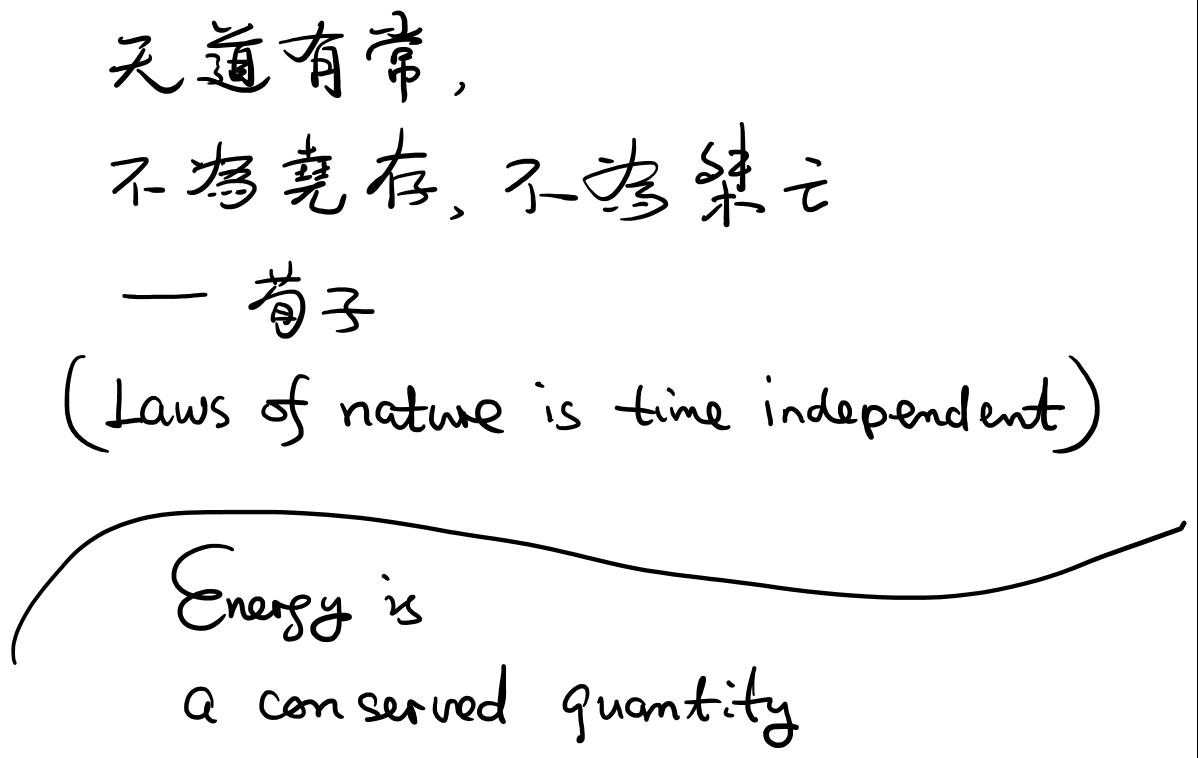 天道有常,
不為堯存、不為桀亡
— 荀子
(Laws of nature is time independent)
Energy is
a conserved quantity